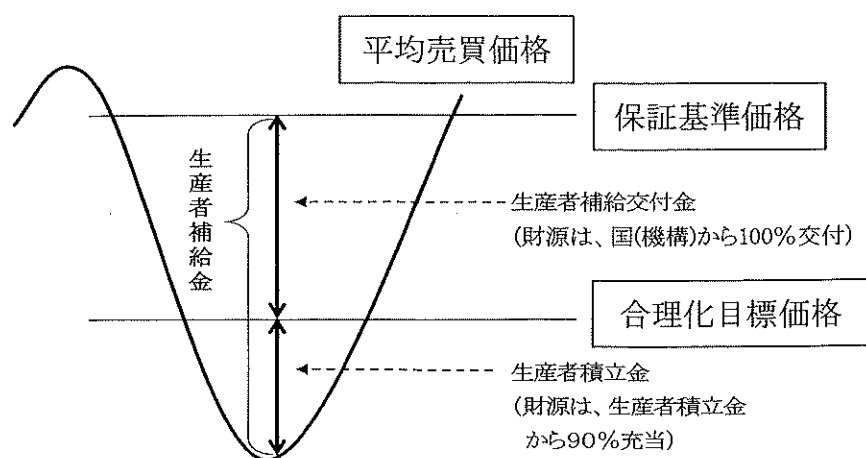 平均売買価格
保証基準価格
生産者補給金
生産者補給交付金
(財源は、国(機構)から100%交付)
合理化目標価格
生産者積立金
(財源は、生産者積立金
から90%充当)